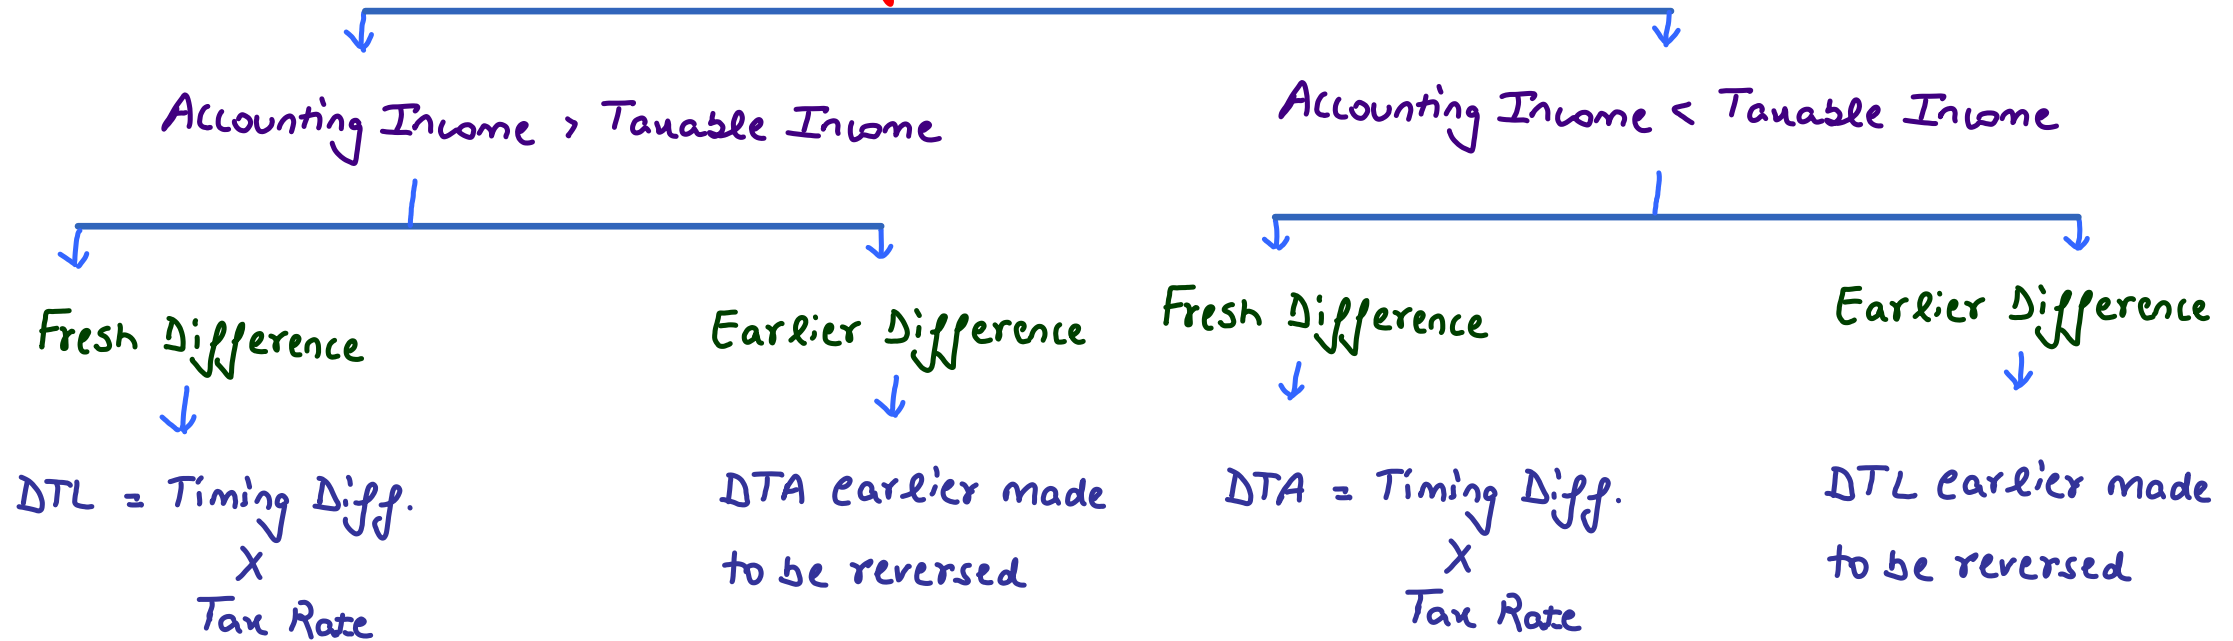 Accounting Income > Taxable Income
Accounting Income < Taxable Income
Fresh Difference
Earlier Difference
Fresh Difference
Earlier Difference
DTL = Timing Diff.
X
Tax Rate
DTA earlier made
to be reversed
DTA = Timing Diff.
X
Tax Rate
DTL earlier made
to be reversed